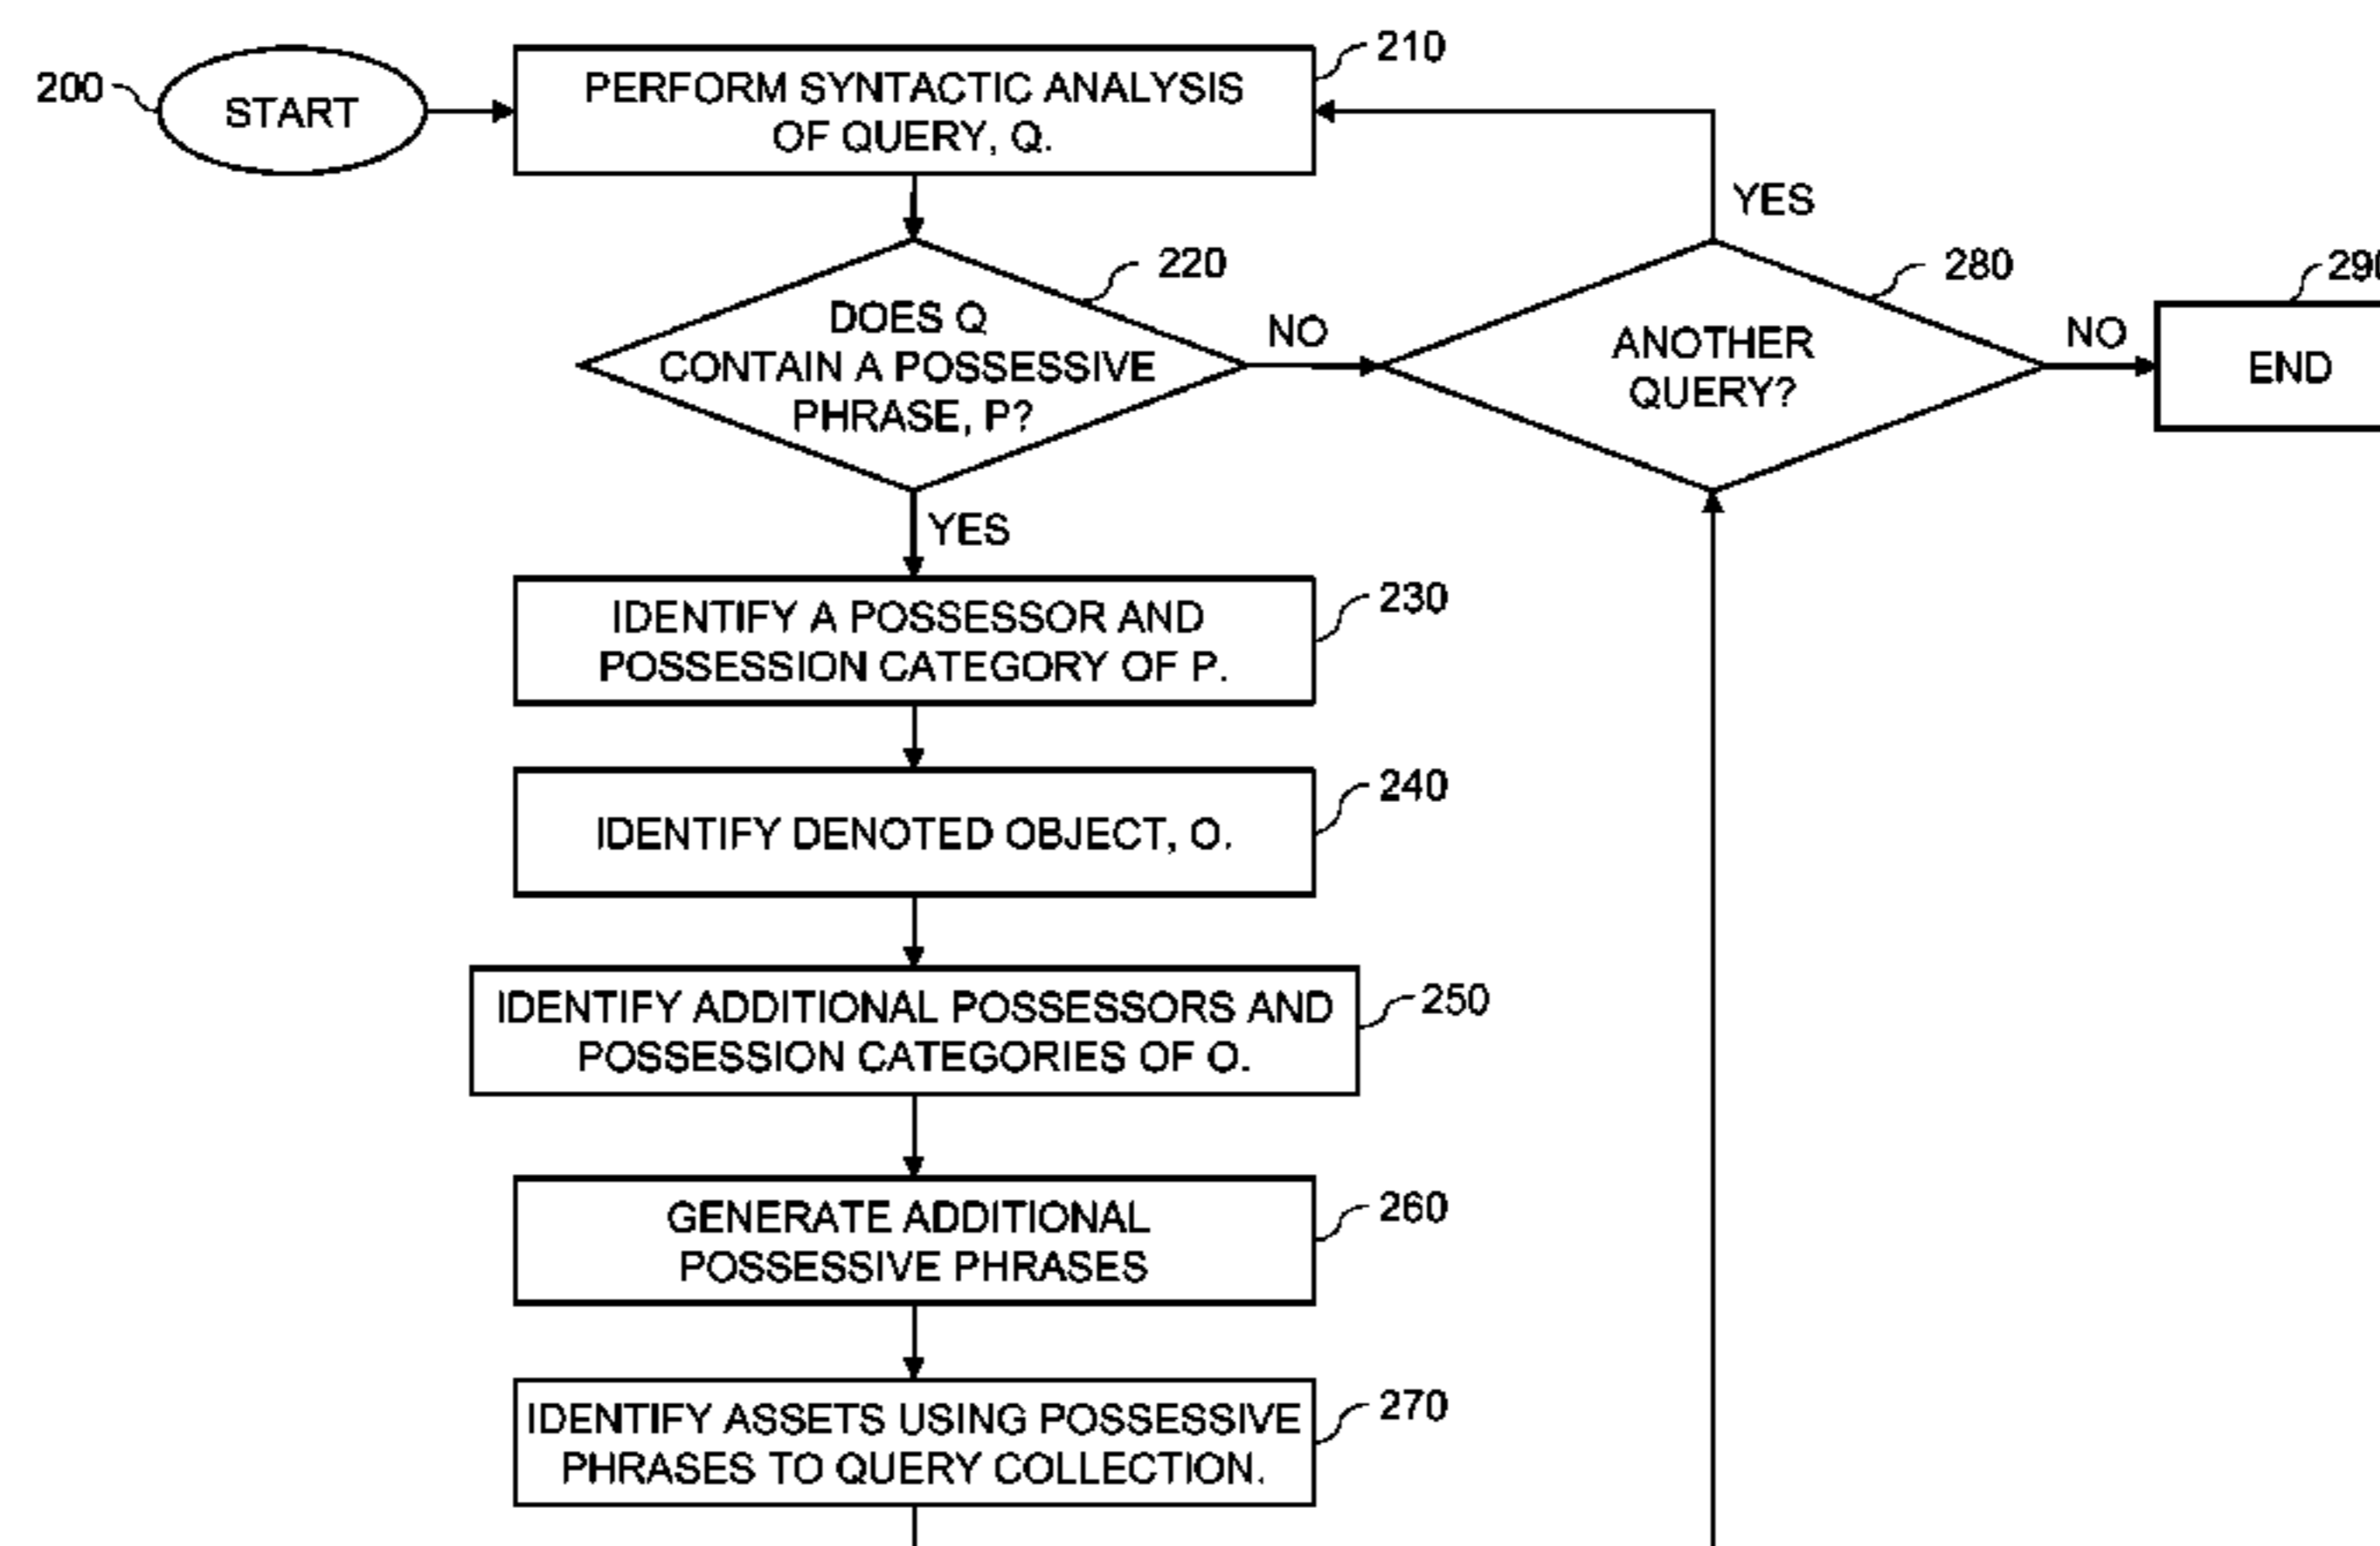 200
START
210
PERFORM SYNTACTIC ANALYSIS
OF QUERY, Q.
220
DOES Q
CONTAIN A POSSESSIVE
PHRASE, P?
NO
YES
280
ANOTHER
QUERY?
YES
NO
290
END
230
IDENTIFY A POSSESSOR AND
POSSESSION CATEGORY OF P.
240
IDENTIFY DENOTED OBJECT, O.
250
IDENTIFY ADDITIONAL POSSESSORS AND
POSSESSION CATEGORIES OF O.
260
GENERATE ADDITIONAL
POSSESSIVE PHRASES
270
IDENTIFY ASSETS USING POSSESSIVE
PHRASES TO QUERY COLLECTION.